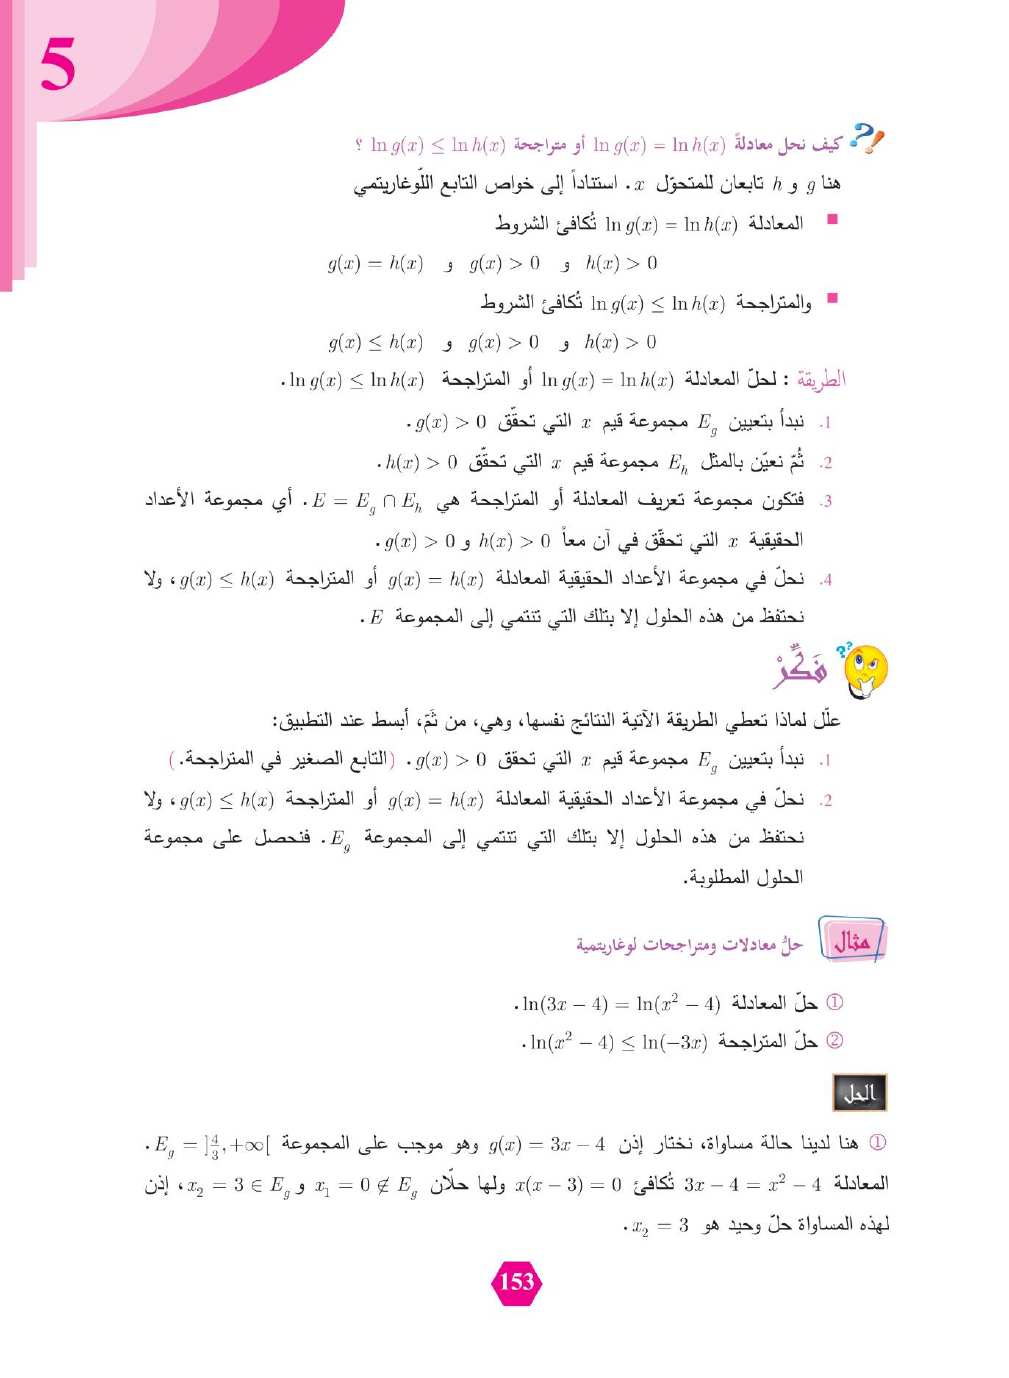 5
كيف نحل معادلةً ln g(x) = ln h(x) أو متراجحة ln g(x) ≤ ln h(x) ؟
هنا g و h تابعان للمتحوّل x. استناداً إلى خواص التابع اللّوغاريتمي
▪ المعادلة ln g(x) = ln h(x) تُكافئ الشروط
g(x) = h(x) و g(x) > 0 و h(x) > 0
▪ والمتراجحة ln g(x) ≤ ln h(x) تُكافئ الشروط
g(x) ≤ h(x) و g(x) > 0 و h(x) > 0
الطريقة : لحلّ المعادلة ln g(x) = ln h(x) أو المتراجحة ln g(x) ≤ ln h(x).
1. نبدأ بتعيين E_g مجموعة قيم x التي تحقّق g(x) > 0.
2. ثُمّ نعيّن بالمثل E_h مجموعة قيم x التي تحقّق h(x) > 0.
3. فتكون مجموعة تعريف المعادلة أو المتراجحة هي E = E_g ∩ E_h. أي مجموعة الأعداد
الحقيقية x التي تحقّق في آن معاً h(x) > 0 و g(x) > 0.
4. نحلّ في مجموعة الأعداد الحقيقية المعادلة g(x) = h(x) أو المتراجحة g(x) ≤ h(x)، ولا
نحتفظ من هذه الحلول إلا بتلك التي تنتمي إلى المجموعة E.
فَكِّرْ
علّل لماذا تعطي الطريقة الآتية النتائج نفسها، وهي، من ثَمّ، أبسط عند التطبيق:
1. نبدأ بتعيين E_g مجموعة قيم x التي تحقق g(x) > 0. (التابع الصغير في المتراجحة.)
2. نحلّ في مجموعة الأعداد الحقيقية المعادلة g(x) = h(x) أو المتراجحة g(x) ≤ h(x)، ولا
نحتفظ من هذه الحلول إلا بتلك التي تنتمي إلى المجموعة E_g. فنحصل على مجموعة
الحلول المطلوبة.
مثال
حلُّ معادلات ومتراجحات لوغاريتمية
① حلّ المعادلة ln(3x − 4) = ln(x² − 4).
② حلّ المتراجحة ln(x² − 4) ≤ ln(−3x).
الحل
① هنا لدينا حالة مساواة، نختار إذن g(x) = 3x − 4 وهو موجب على المجموعة E_g = ]4/3, +∞[.
المعادلة 3x − 4 = x² − 4 تُكافئ x(x − 3) = 0 ولها حلّان x₁ = 0 ∉ E_g و x₂ = 3 ∈ E_g، إذن
لهذه المساواة حلّ وحيد هو x₂ = 3.
153